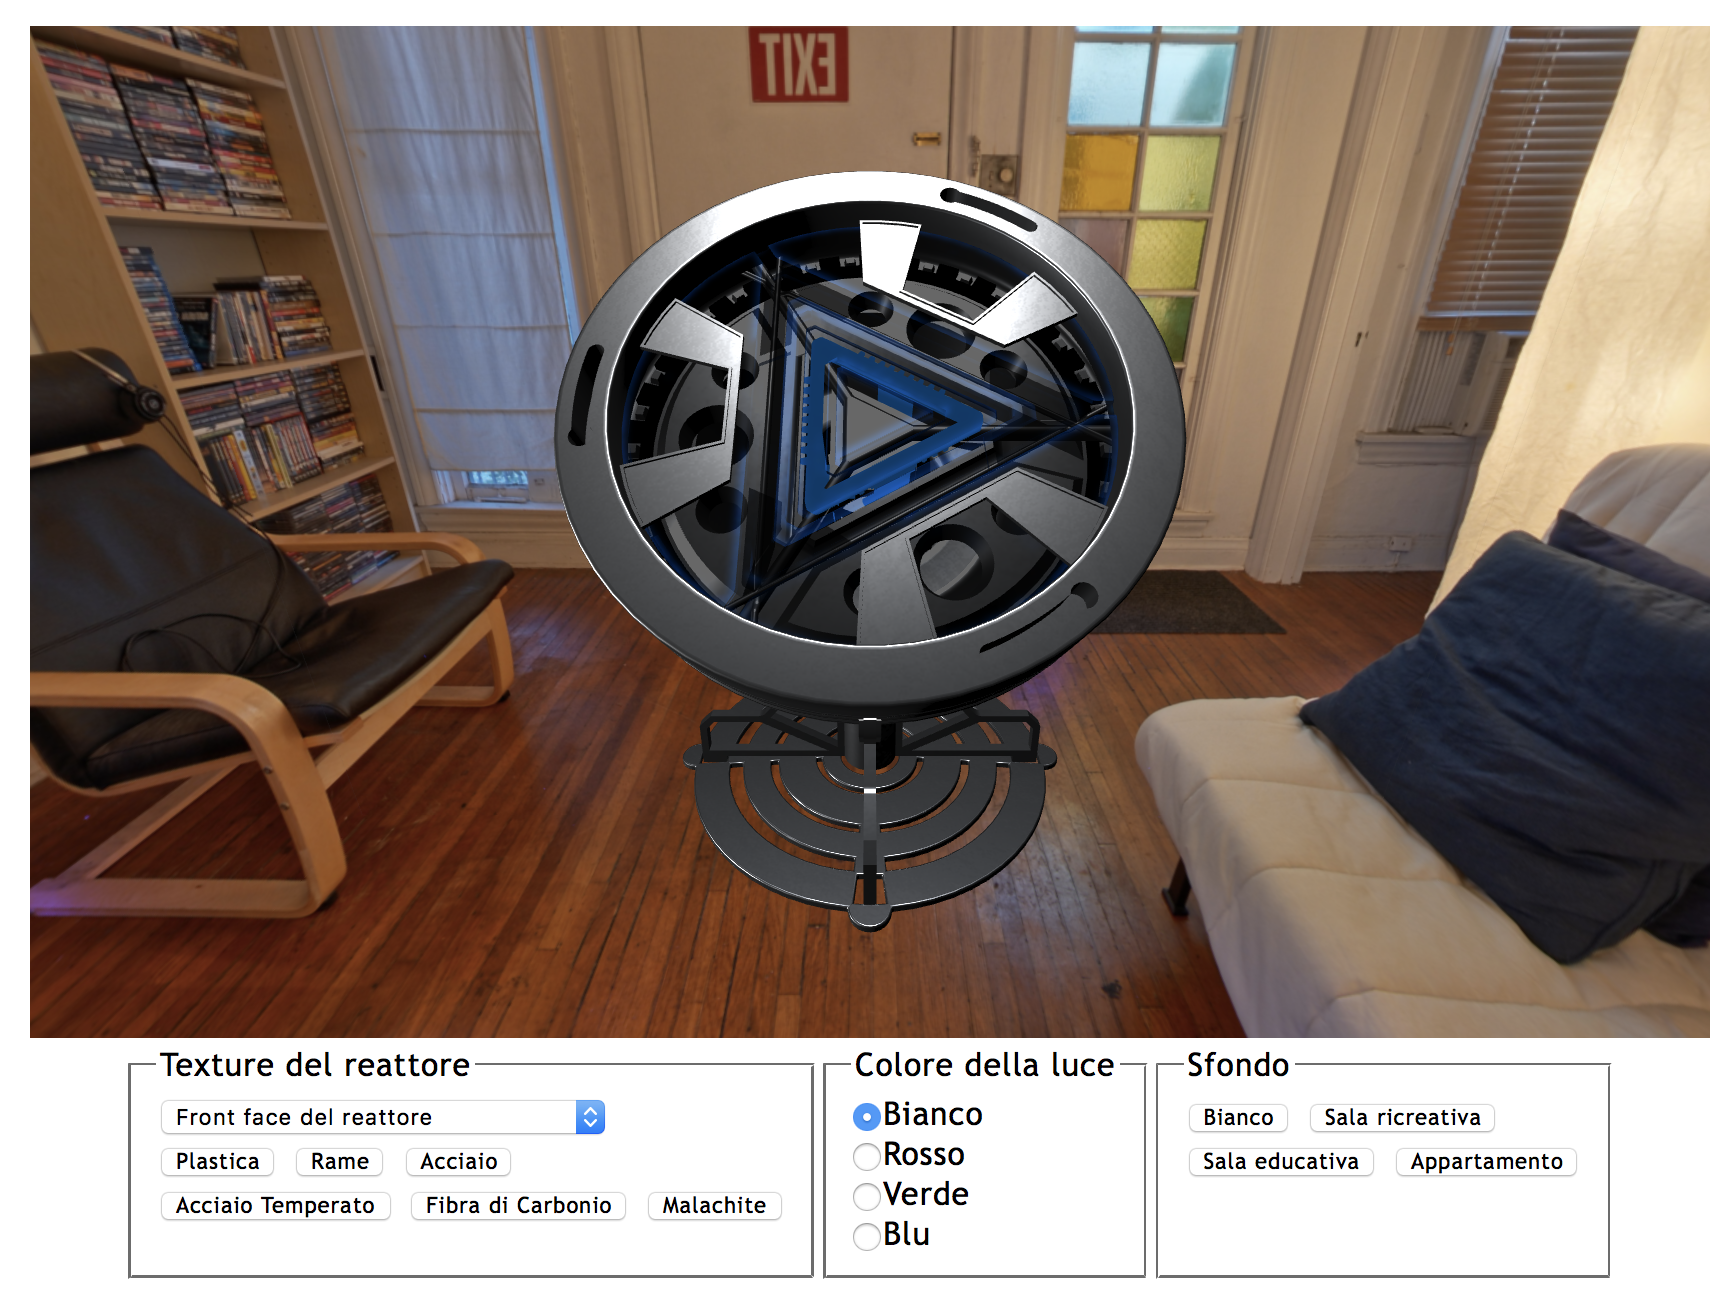 EXIT
Texture del reattore
Front face del reattore
Plastica Rame Acciaio
Acciaio Temperato Fibra di Carbonio Malachite
Colore della luce
Bianco
Rosso
Verde
Blu
Sfondo
Bianco Sala ricreativa
Sala educativa Appartamento